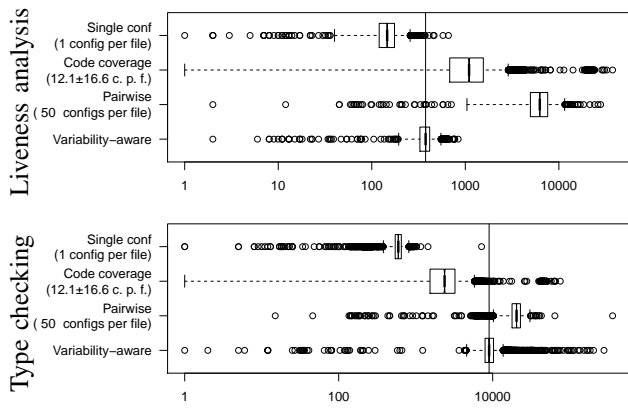 Liveness analysis
Single conf
(1 config per file)
Code coverage
(12.1±16.6 c. p. f.)
Pairwise
( 50 configs per file)
Variability−aware
1 10 100 1000 10000
Type checking
Single conf
(1 config per file)
Code coverage
(12.1±16.6 c. p. f.)
Pairwise
( 50 configs per file)
Variability−aware
1 100 10000